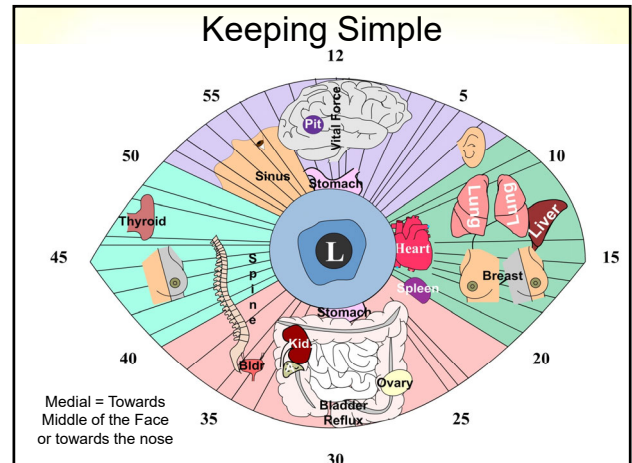 Keeping Simple
12
55
5
Vital Force
Pit
50
10
Sinus
Stomach
Lung
Lung
Liver
Thyroid
45
L
Heart
15
Spine
Breast
Spleen
Stomach
Kid
40
Bldr
A
20
Ovary
Bladder
Reflux
Medial = Towards
Middle of the Face
or towards the nose
35
25
30